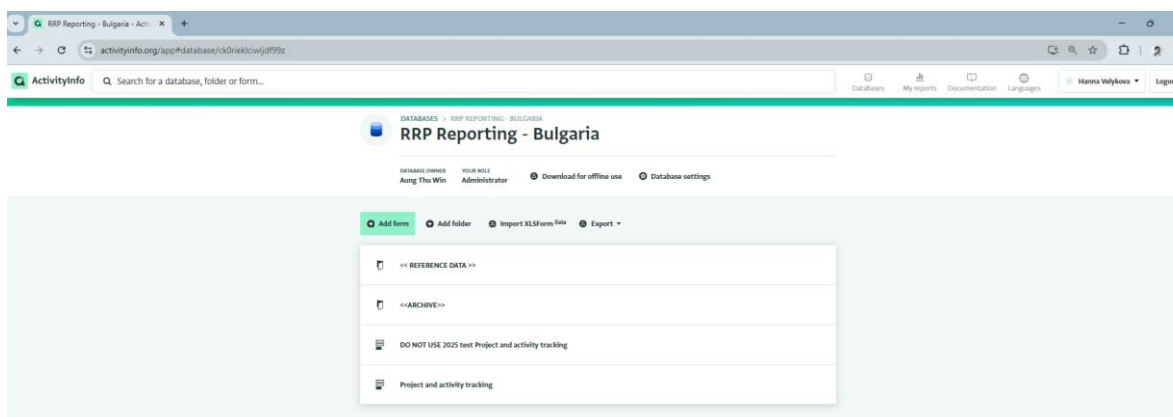 RRP Reporting - Bulgaria - Acti
activityinfo.org/app#database/ck0rieklciwljdf99z
ActivityInfo
Search for a database, folder or form...
Databases
My reports
Documentation
Languages
Hanna Velykova
Logou
DATABASES > RRP REPORTING - BULGARIA
RRP Reporting - Bulgaria
DATABASE OWNER
Aung Thu Win
YOUR ROLE
Administrator
Download for offline use
Database settings
Add form
Add folder
Import XLSForm Beta
Export
<< REFERENCE DATA >>
<<ARCHIVE>>
DO NOT USE 2025 test Project and activity tracking
Project and activity tracking